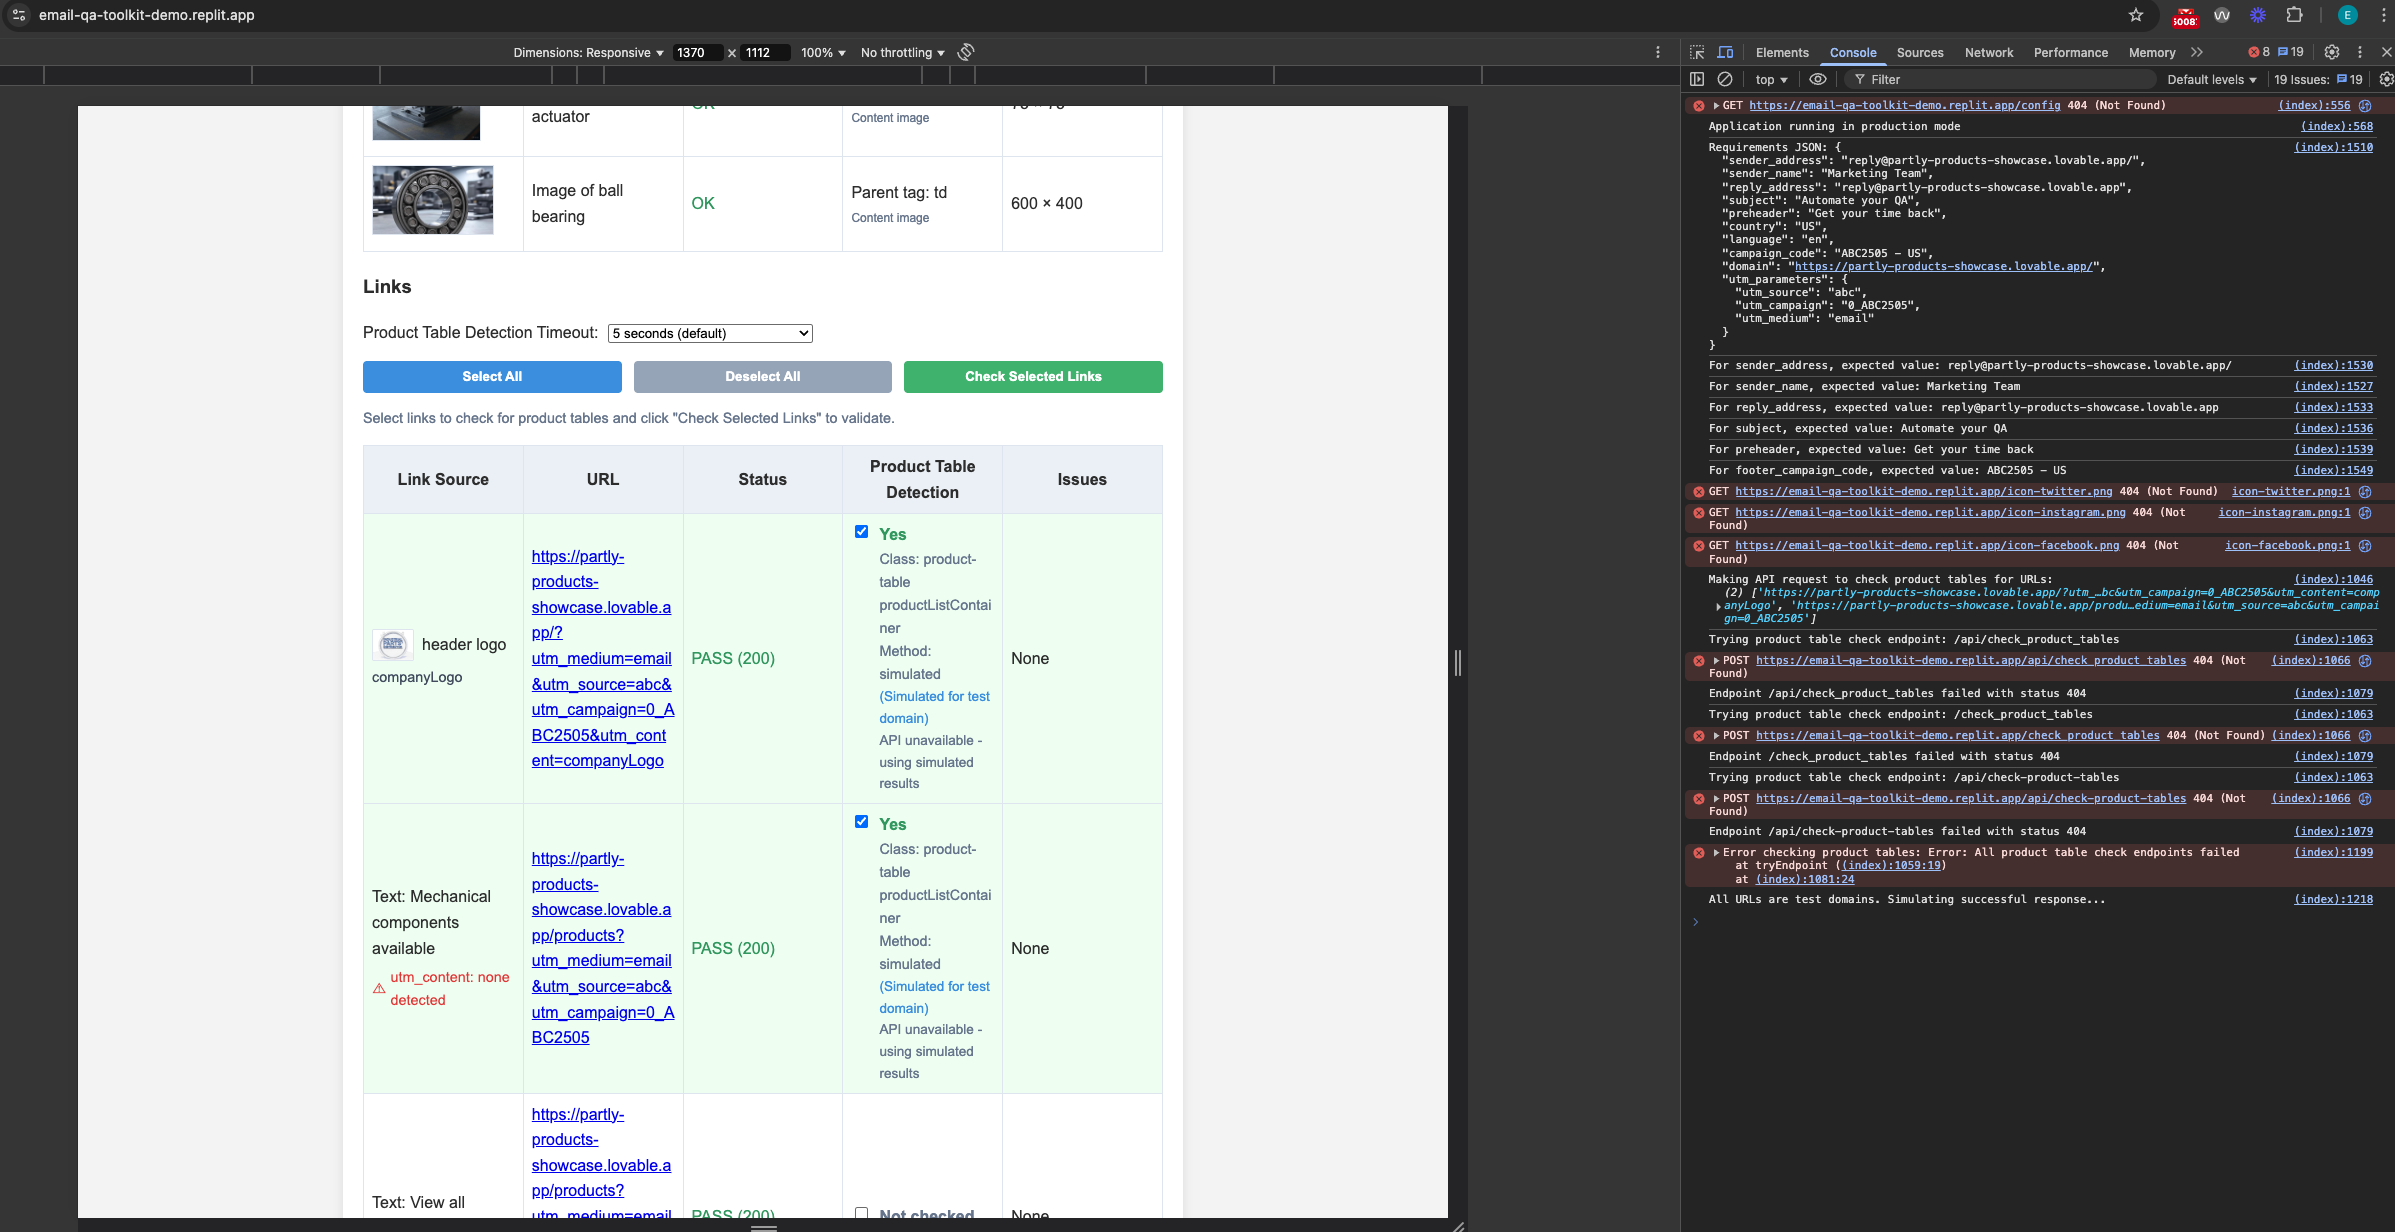 email-qa-toolkit-demo.replit.app
E
Dimensions: Responsive 1370 x 1112 100% No throttling
Elements Console Sources Network Performance Memory 8 19
top Filter Default levels 19 Issues: 19
actuator
OK
Content image
Image of ball
bearing
OK
Parent tag: td
Content image
600 × 400
Links
Product Table Detection Timeout: 5 seconds (default)
Select All Deselect All Check Selected Links
Select links to check for product tables and click "Check Selected Links" to validate.
Link Source URL Status Product Table
Detection Issues
header logo
companyLogo
https://partly-
products-
showcase.lovable.a
pp/?
utm_medium=email
&utm_source=abc&
utm_campaign=0_A
BC2505&utm_cont
ent=companyLogo
PASS (200)
Yes
Class: product-
table
productListContai
ner
Method:
simulated
(Simulated for test
domain)
API unavailable -
using simulated
results
None
Text: Mechanical
components
available
utm_content: none
detected
https://partly-
products-
showcase.lovable.a
pp/products?
utm_medium=email
&utm_source=abc&
utm_campaign=0_A
BC2505
PASS (200)
Yes
Class: product-
table
productListContai
ner
Method:
simulated
(Simulated for test
domain)
API unavailable -
using simulated
results
None
Text: View all
https://partly-
products-
showcase.lovable.a
pp/products?
utm_medium=email
PASS (200)
Not checked
None
GET https://email-qa-toolkit-demo.replit.app/config 404 (Not Found) (index):556
Application running in production mode (index):568
Requirements JSON: { (index):1510
"sender_address": "reply@partly-products-showcase.lovable.app/",
"sender_name": "Marketing Team",
"reply_address": "reply@partly-products-showcase.lovable.app",
"subject": "Automate your QA",
"preheader": "Get your time back",
"country": "US",
"language": "en",
"campaign_code": "ABC2505 - US",
"domain": "https://partly-products-showcase.lovable.app/",
"utm_parameters": {
"utm_source": "abc",
"utm_campaign": "0_ABC2505",
"utm_medium": "email"
}
}
For sender_address, expected value: reply@partly-products-showcase.lovable.app/ (index):1530
For sender_name, expected value: Marketing Team (index):1527
For reply_address, expected value: reply@partly-products-showcase.lovable.app (index):1533
For subject, expected value: Automate your QA (index):1536
For preheader, expected value: Get your time back (index):1539
For footer_campaign_code, expected value: ABC2505 - US (index):1549
GET https://email-qa-toolkit-demo.replit.app/icon-twitter.png 404 (Not Found) icon-twitter.png:1
GET https://email-qa-toolkit-demo.replit.app/icon-instagram.png 404 (Not icon-instagram.png:1
Found)
GET https://email-qa-toolkit-demo.replit.app/icon-facebook.png 404 (Not icon-facebook.png:1
Found)
Making API request to check product tables for URLs: (index):1046
(2) ['https://partly-products-showcase.lovable.app/?utm_…bc&utm_campaign=0_ABC2505&utm_content=comp
anyLogo', 'https://partly-products-showcase.lovable.app/produ…edium=email&utm_source=abc&utm_campai
gn=0_ABC2505']
Trying product table check endpoint: /api/check_product_tables (index):1063
POST https://email-qa-toolkit-demo.replit.app/api/check_product_tables 404 (Not (index):1066
Found)
Endpoint /api/check_product_tables failed with status 404 (index):1079
Trying product table check endpoint: /check_product_tables (index):1063
POST https://email-qa-toolkit-demo.replit.app/check_product_tables 404 (Not Found) (index):1066
Endpoint /check_product_tables failed with status 404 (index):1079
Trying product table check endpoint: /api/check-product-tables (index):1063
POST https://email-qa-toolkit-demo.replit.app/api/check-product-tables 404 (Not (index):1066
Found)
Endpoint /api/check-product-tables failed with status 404 (index):1079
Error checking product tables: Error: All product table check endpoints failed (index):1199
at tryEndpoint ((index):1059:19)
at (index):1081:24
All URLs are test domains. Simulating successful response... (index):1218